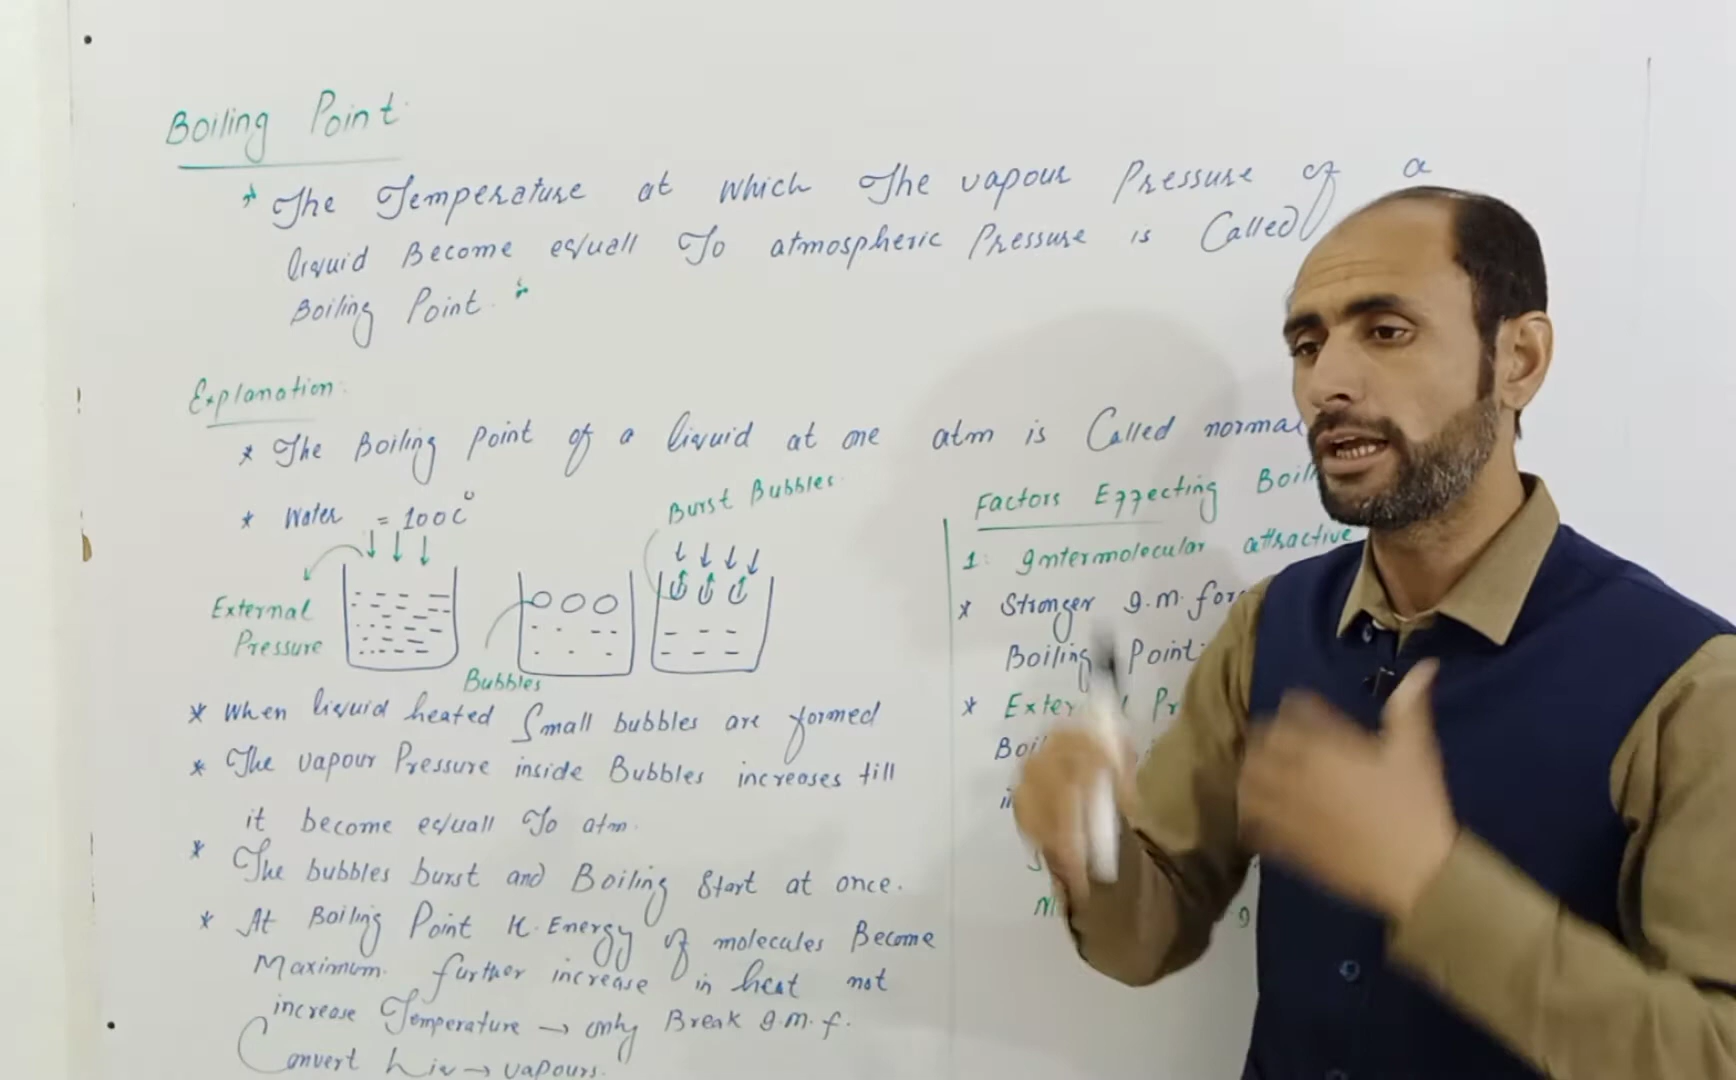 Boiling Point
* The Temperature at which The vapour Pressure of a
liquid Become equall To atmospheric Pressure is Called
Boiling Point.
Explanation:
* The Boiling point of a liquid at one atm is Called normal
* Water = 100C°
External
Pressure
Bubbles
Burst Bubbles
* When liquid heated Small bubbles are formed
* The vapour Pressure inside Bubbles increases till
it become equall To atm.
* The bubbles burst and Boiling Start at once.
* At Boiling Point K.Energy of molecules Become
Maximum. further increase in heat not
increase Temperature → only Break I.m.f.
Convert Liq → vapours.
Factors Effecting
1: Intermolecular attractive
* Stronger I.m.
Boiling Point
*